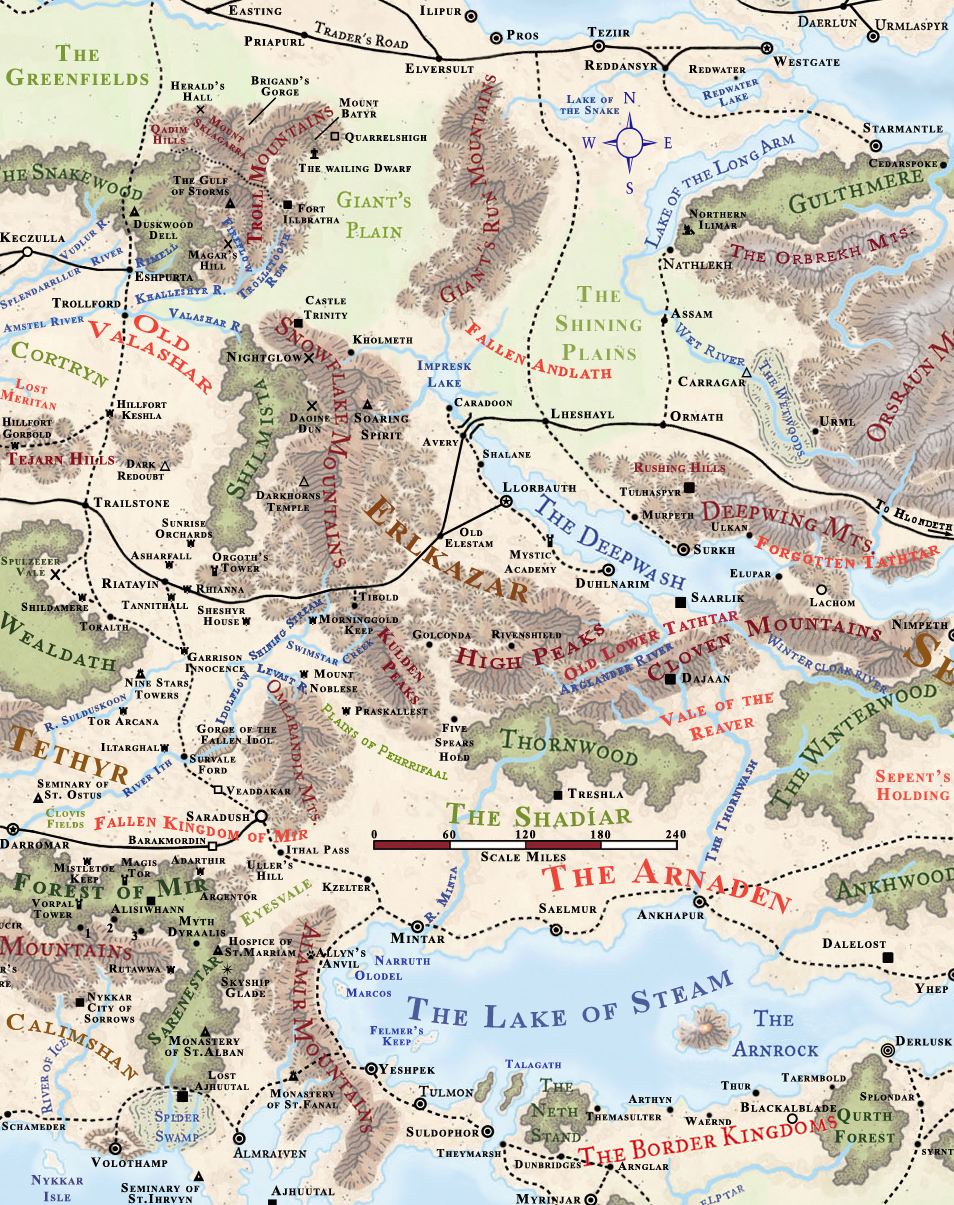 Easting
Priapurl
Trader's Road
Elversult
Ilipur
Pros
Teziir
Reddansyr
Westgate
Daerlun
Urmlaspyr
The
Greenfields
Herald's
Hall
Brigand's
Gorge
Mount
Batyr
Quarrelshigh
Qadim
Hills
Mount
Sklagarra
The Wailing Dwarf
Troll Mountains
Giant's Run Mountains
Lake of
the Snake
Redwater
Redwater
Lake
N
W
E
S
Starmantle
Cedarspoke
Lake of the Long Arm
Gulthmere
The Snakewood
The Gulf
of Storms
Fort
Illbratha
Giant's
Plain
Northern
Ilimar
Nathlekh
The Orbrekh Mts.
Keczulla
Vudlur R.
Duskwood
Dell
Rimell
Magar's
Hill
Fireflow
Trollstooth
Run
Splendarrllur River
Eshpurta
Khalleshyr R.
Trollford
Amstel River
Valashar R.
Old
Valashar
Castle
Trinity
Snowflake Mountains
Nightglow
Kholmeth
Impresk
Lake
Fallen Andlath
The
Shining
Plains
Assam
Wet River
Carragar
The Wetwoods
Urml
Orsraun M
Cortryn
Lost
Meritan
Hillfort
Keshla
Hillfort
Gorbold
Tejarn Hills
Dark
Redoubt
Shilmista
Daoine
Dun
Soaring
Spirit
Darkhorns
Temple
Caradoon
Avery
Shalane
Llorbauth
Lheshayl
Ormath
Rushing Hills
Tulhaspyr
Murpeth
Deepwing Mts.
Ulkan
To Hlondeth
Trailstone
Sunrise
Orchards
Asharfall
Orgoth's
Tower
Spulzeer
Vale
Riatavin
Rhianna
Tannithall
Sheshyr
House
Shildamere
Toralth
Wealdath
Erlkazar
Old
Elestam
Mystic
Academy
The Deepwash
Duhlnarim
Surkh
Forgotten Tathtar
Elupar
Lachom
Saarlik
Nimpeth
Tibold
Morninggold
Keep
Shining Stream
Swimstar Creek
Kulden
Peaks
Golconda
Rivenshield
High Peaks
Old Lower Tathtar
Arglander River
Cloven Mountains
Dajaan
Wintercloak River
Se
Garrison
Innocence
Nine Stars
Towers
R. Sulduskoon
Tor Arcana
Idolflow
Levast R.
Mount
Noblese
Praskallest
Plains of Pehrrifaal
Omlarandin Mts.
Five
Spears
Hold
Thornwood
Treshla
Vale of the
Reaver
The Winterwood
Tethyr
Iltarghal
Gorge of the
Fallen Idol
Survale
Ford
River Ith
Seminary of
St. Ostus
Veaddakar
Clovis
Fields
Saradush
Fallen Kingdom of Mir
Darromar
Barakmordin
Ithal Pass
The Shadíar
0
60
120
180
240
Scale Miles
The Thornwash
Sepent's
Holding
The Arnaden
Ankhwood
Mistletoe
Keep
Magis
Tor
Adarthir
Uller's
Hill
Kzelter
R. Minta
Forest of Mir
Argentor
Eyesvale
Vorpal
Tower
Alisiwhann
Myth
Dyraalis
1
2
3
Mountains
Rutawwa
Hospice of
St.Marriam
Skyship
Glade
Allyn's
Anvil
Mintar
Saelmur
Ankhapur
Dalelost
Yhep
Narruth
Olodel
Marcos
The Lake of Steam
Felmer's
Keep
The
Arnrock
Nykkar
City of
Sorrows
Calimshan
River of Ice
Sarenestar
Monastery
of St.Alban
Alhamir Mountains
Lost
Ajhuutal
Monastery
of St.Fanal
Yeshpek
Tulmon
Talagath
Derlusk
Schameder
Spider
Swamp
Volothamp
Almraiven
Suldophor
Theymarsh
The
Neth
Stand
Themasulter
Arthyn
Waernd
Thur
Taermbold
Blackalblade
Qurth
Forest
Splondar
The Border Kingdoms
Dunbridges
Arnglar
Nykkar
Isle
Seminary of
St.Ihrvyn
Ajhuutal
Myrinjar
Elptar